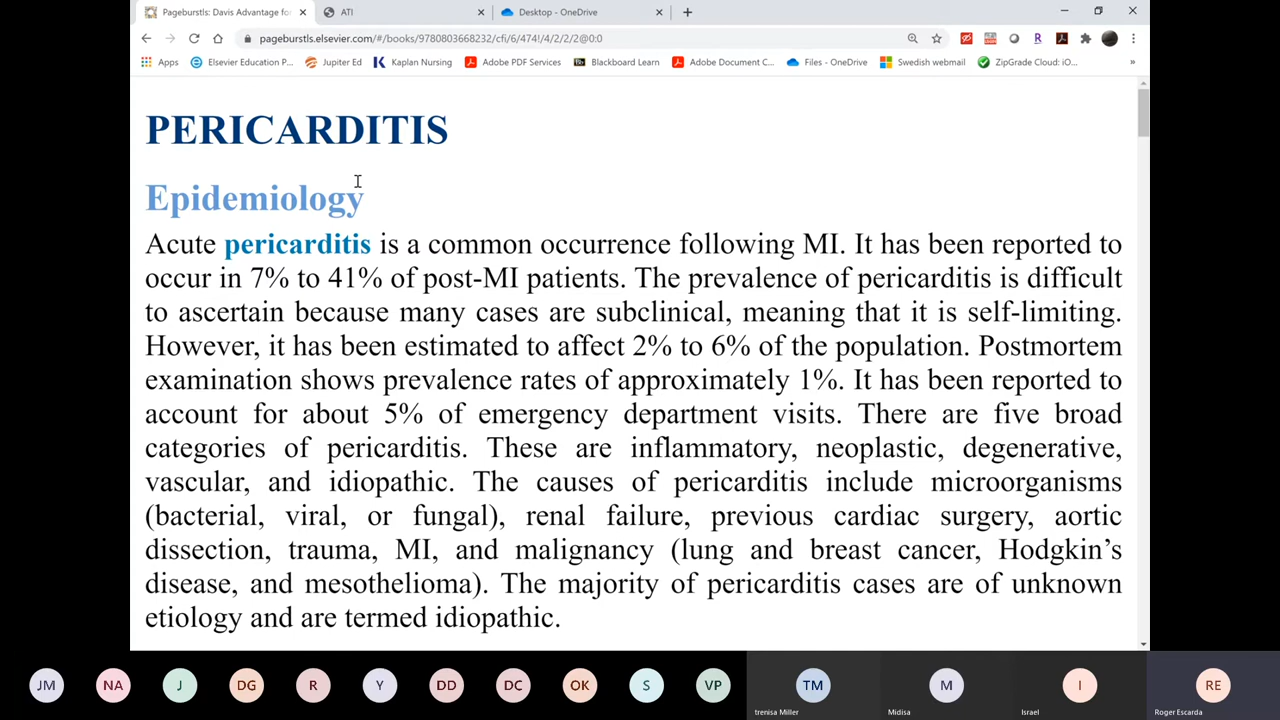 Pageburstls: Davis Advantage for
ATI
Desktop - OneDrive
pageburstls.elsevier.com/#/books/9780803668232/cfi/6/474!/4/2/2/2@0:0
Apps
Elsevier Education P...
Jupiter Ed
Kaplan Nursing
Adobe PDF Services
Blackboard Learn
Adobe Document C...
Files - OneDrive
Swedish webmail
ZipGrade Cloud: iO...
PERICARDITIS
Epidemiology
Acute pericarditis is a common occurrence following MI. It has been reported to
occur in 7% to 41% of post-MI patients. The prevalence of pericarditis is difficult
to ascertain because many cases are subclinical, meaning that it is self-limiting.
However, it has been estimated to affect 2% to 6% of the population. Postmortem
examination shows prevalence rates of approximately 1%. It has been reported to
account for about 5% of emergency department visits. There are five broad
categories of pericarditis. These are inflammatory, neoplastic, degenerative,
vascular, and idiopathic. The causes of pericarditis include microorganisms
(bacterial, viral, or fungal), renal failure, previous cardiac surgery, aortic
dissection, trauma, MI, and malignancy (lung and breast cancer, Hodgkin's
disease, and mesothelioma). The majority of pericarditis cases are of unknown
etiology and are termed idiopathic.
JM NA J DG R Y DD DC OK S VP TM M I RE
trenisa Miller
Midisa
Israel
Roger Escarda